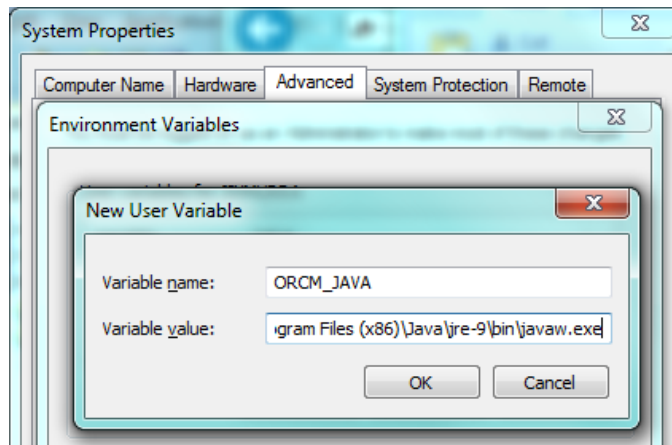 System Properties
Computer Name Hardware Advanced System Protection Remote
Environment Variables
New User Variable
Variable name: ORCM_JAVA
Variable value: ogram Files (x86)\Java\jre-9\bin\javaw.exe
OK Cancel